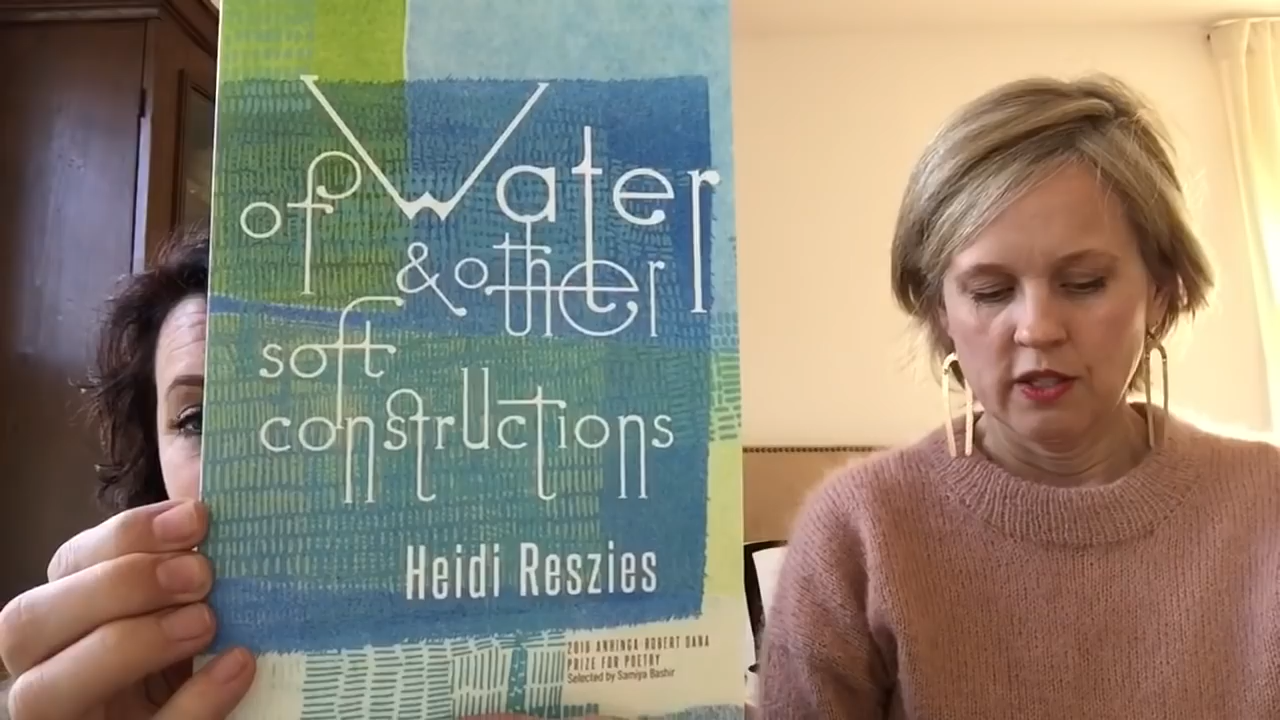 of Water
& other
soft
constructions
Heidi Reszies
2018 ANHINGA-ROBERT DANA
PRIZE FOR POETRY
Selected by Samiya Bashir